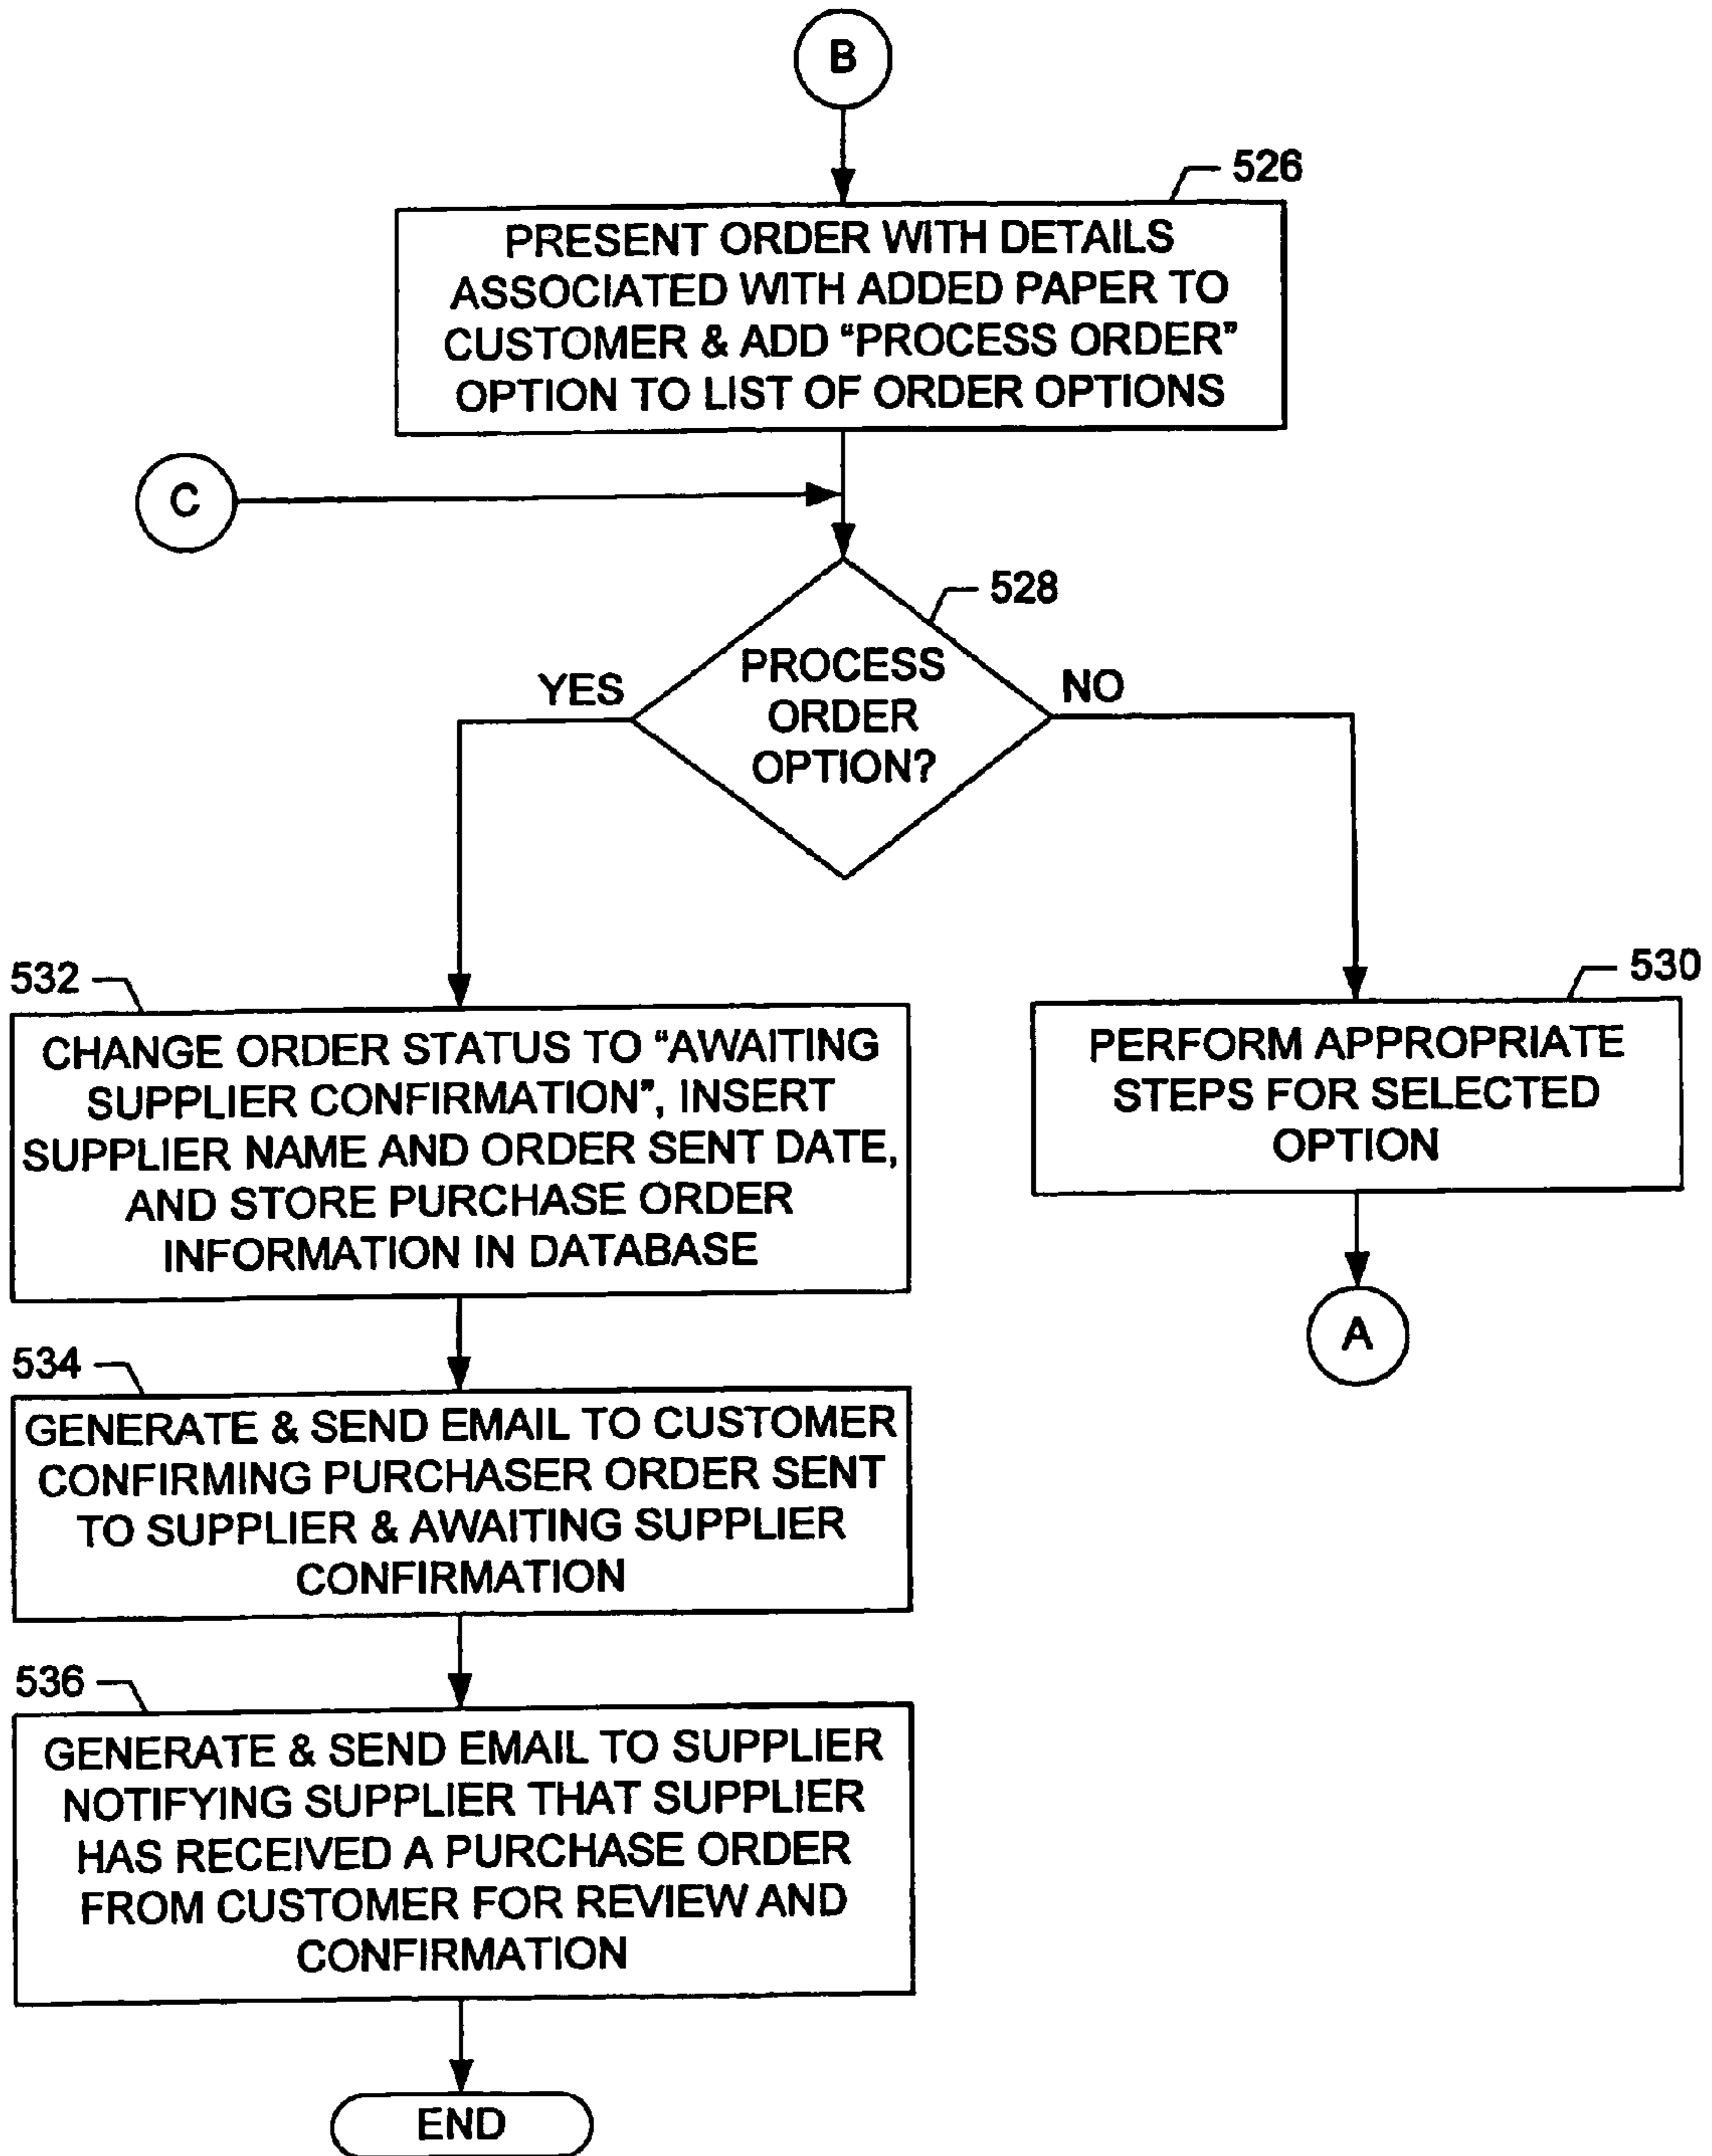 B
526
PRESENT ORDER WITH DETAILS
ASSOCIATED WITH ADDED PAPER TO
CUSTOMER & ADD “PROCESS ORDER”
OPTION TO LIST OF ORDER OPTIONS
C
528
PROCESS
ORDER
OPTION?
YES
NO
532
CHANGE ORDER STATUS TO “AWAITING
SUPPLIER CONFIRMATION”, INSERT
SUPPLIER NAME AND ORDER SENT DATE,
AND STORE PURCHASE ORDER
INFORMATION IN DATABASE
530
PERFORM APPROPRIATE
STEPS FOR SELECTED
OPTION
A
534
GENERATE & SEND EMAIL TO CUSTOMER
CONFIRMING PURCHASER ORDER SENT
TO SUPPLIER & AWAITING SUPPLIER
CONFIRMATION
536
GENERATE & SEND EMAIL TO SUPPLIER
NOTIFYING SUPPLIER THAT SUPPLIER
HAS RECEIVED A PURCHASE ORDER
FROM CUSTOMER FOR REVIEW AND
CONFIRMATION
END